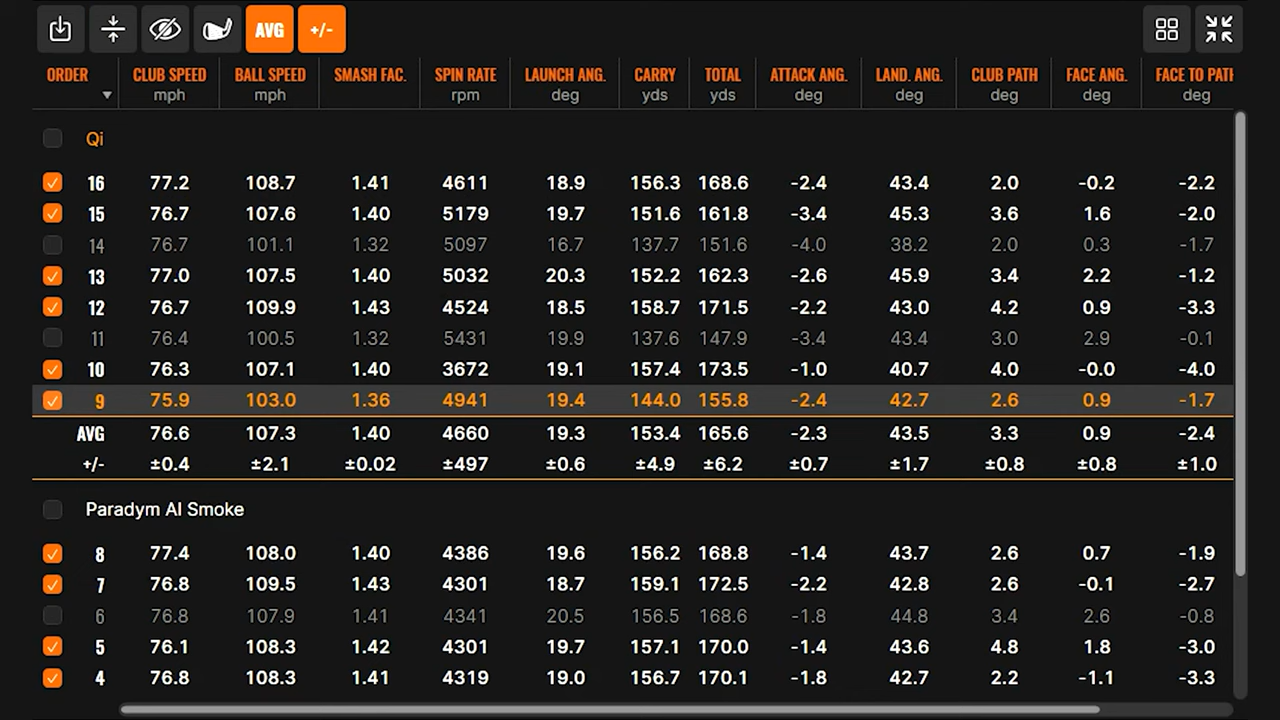 AVG +/-
ORDER CLUB SPEED BALL SPEED SMASH FAC. SPIN RATE LAUNCH ANG. CARRY TOTAL ATTACK ANG. LAND. ANG. CLUB PATH FACE ANG. FACE TO PATH
mph mph rpm deg yds yds deg deg deg deg deg
Qi
16 77.2 108.7 1.41 4611 18.9 156.3 168.6 -2.4 43.4 2.0 -0.2 -2.2
15 76.7 107.6 1.40 5179 19.7 151.6 161.8 -3.4 45.3 3.6 1.6 -2.0
14 76.7 101.1 1.32 5097 16.7 137.7 151.6 -4.0 38.2 2.0 0.3 -1.7
13 77.0 107.5 1.40 5032 20.3 152.2 162.3 -2.6 45.9 3.4 2.2 -1.2
12 76.7 109.9 1.43 4524 18.5 158.7 171.5 -2.2 43.0 4.2 0.9 -3.3
11 76.4 100.5 1.32 5431 19.9 137.6 147.9 -3.4 43.4 3.0 2.9 -0.1
10 76.3 107.1 1.40 3672 19.1 157.4 173.5 -1.0 40.7 4.0 -0.0 -4.0
9 75.9 103.0 1.36 4941 19.4 144.0 155.8 -2.4 42.7 2.6 0.9 -1.7
AVG 76.6 107.3 1.40 4660 19.3 153.4 165.6 -2.3 43.5 3.3 0.9 -2.4
+/- ±0.4 ±2.1 ±0.02 ±497 ±0.6 ±4.9 ±6.2 ±0.7 ±1.7 ±0.8 ±0.8 ±1.0
Paradym AI Smoke
8 77.4 108.0 1.40 4386 19.6 156.2 168.8 -1.4 43.7 2.6 0.7 -1.9
7 76.8 109.5 1.43 4301 18.7 159.1 172.5 -2.2 42.8 2.6 -0.1 -2.7
6 76.8 107.9 1.41 4341 20.5 156.5 168.6 -1.8 44.8 3.4 2.6 -0.8
5 76.1 108.3 1.42 4301 19.7 157.1 170.0 -1.4 43.6 4.8 1.8 -3.0
4 76.8 108.3 1.41 4319 19.0 156.7 170.1 -1.8 42.7 2.2 -1.1 -3.3